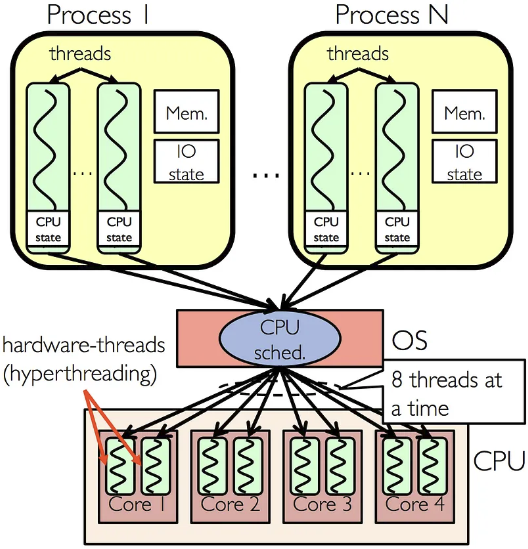 Process 1
Process N
threads
threads
Mem.
IO
state
Mem.
IO
state
...
...
...
CPU
state
CPU
state
CPU
state
CPU
state
CPU
sched.
OS
hardware-threads
(hyperthreading)
8 threads at
a time
CPU
Core 1
Core 2
Core 3
Core 4